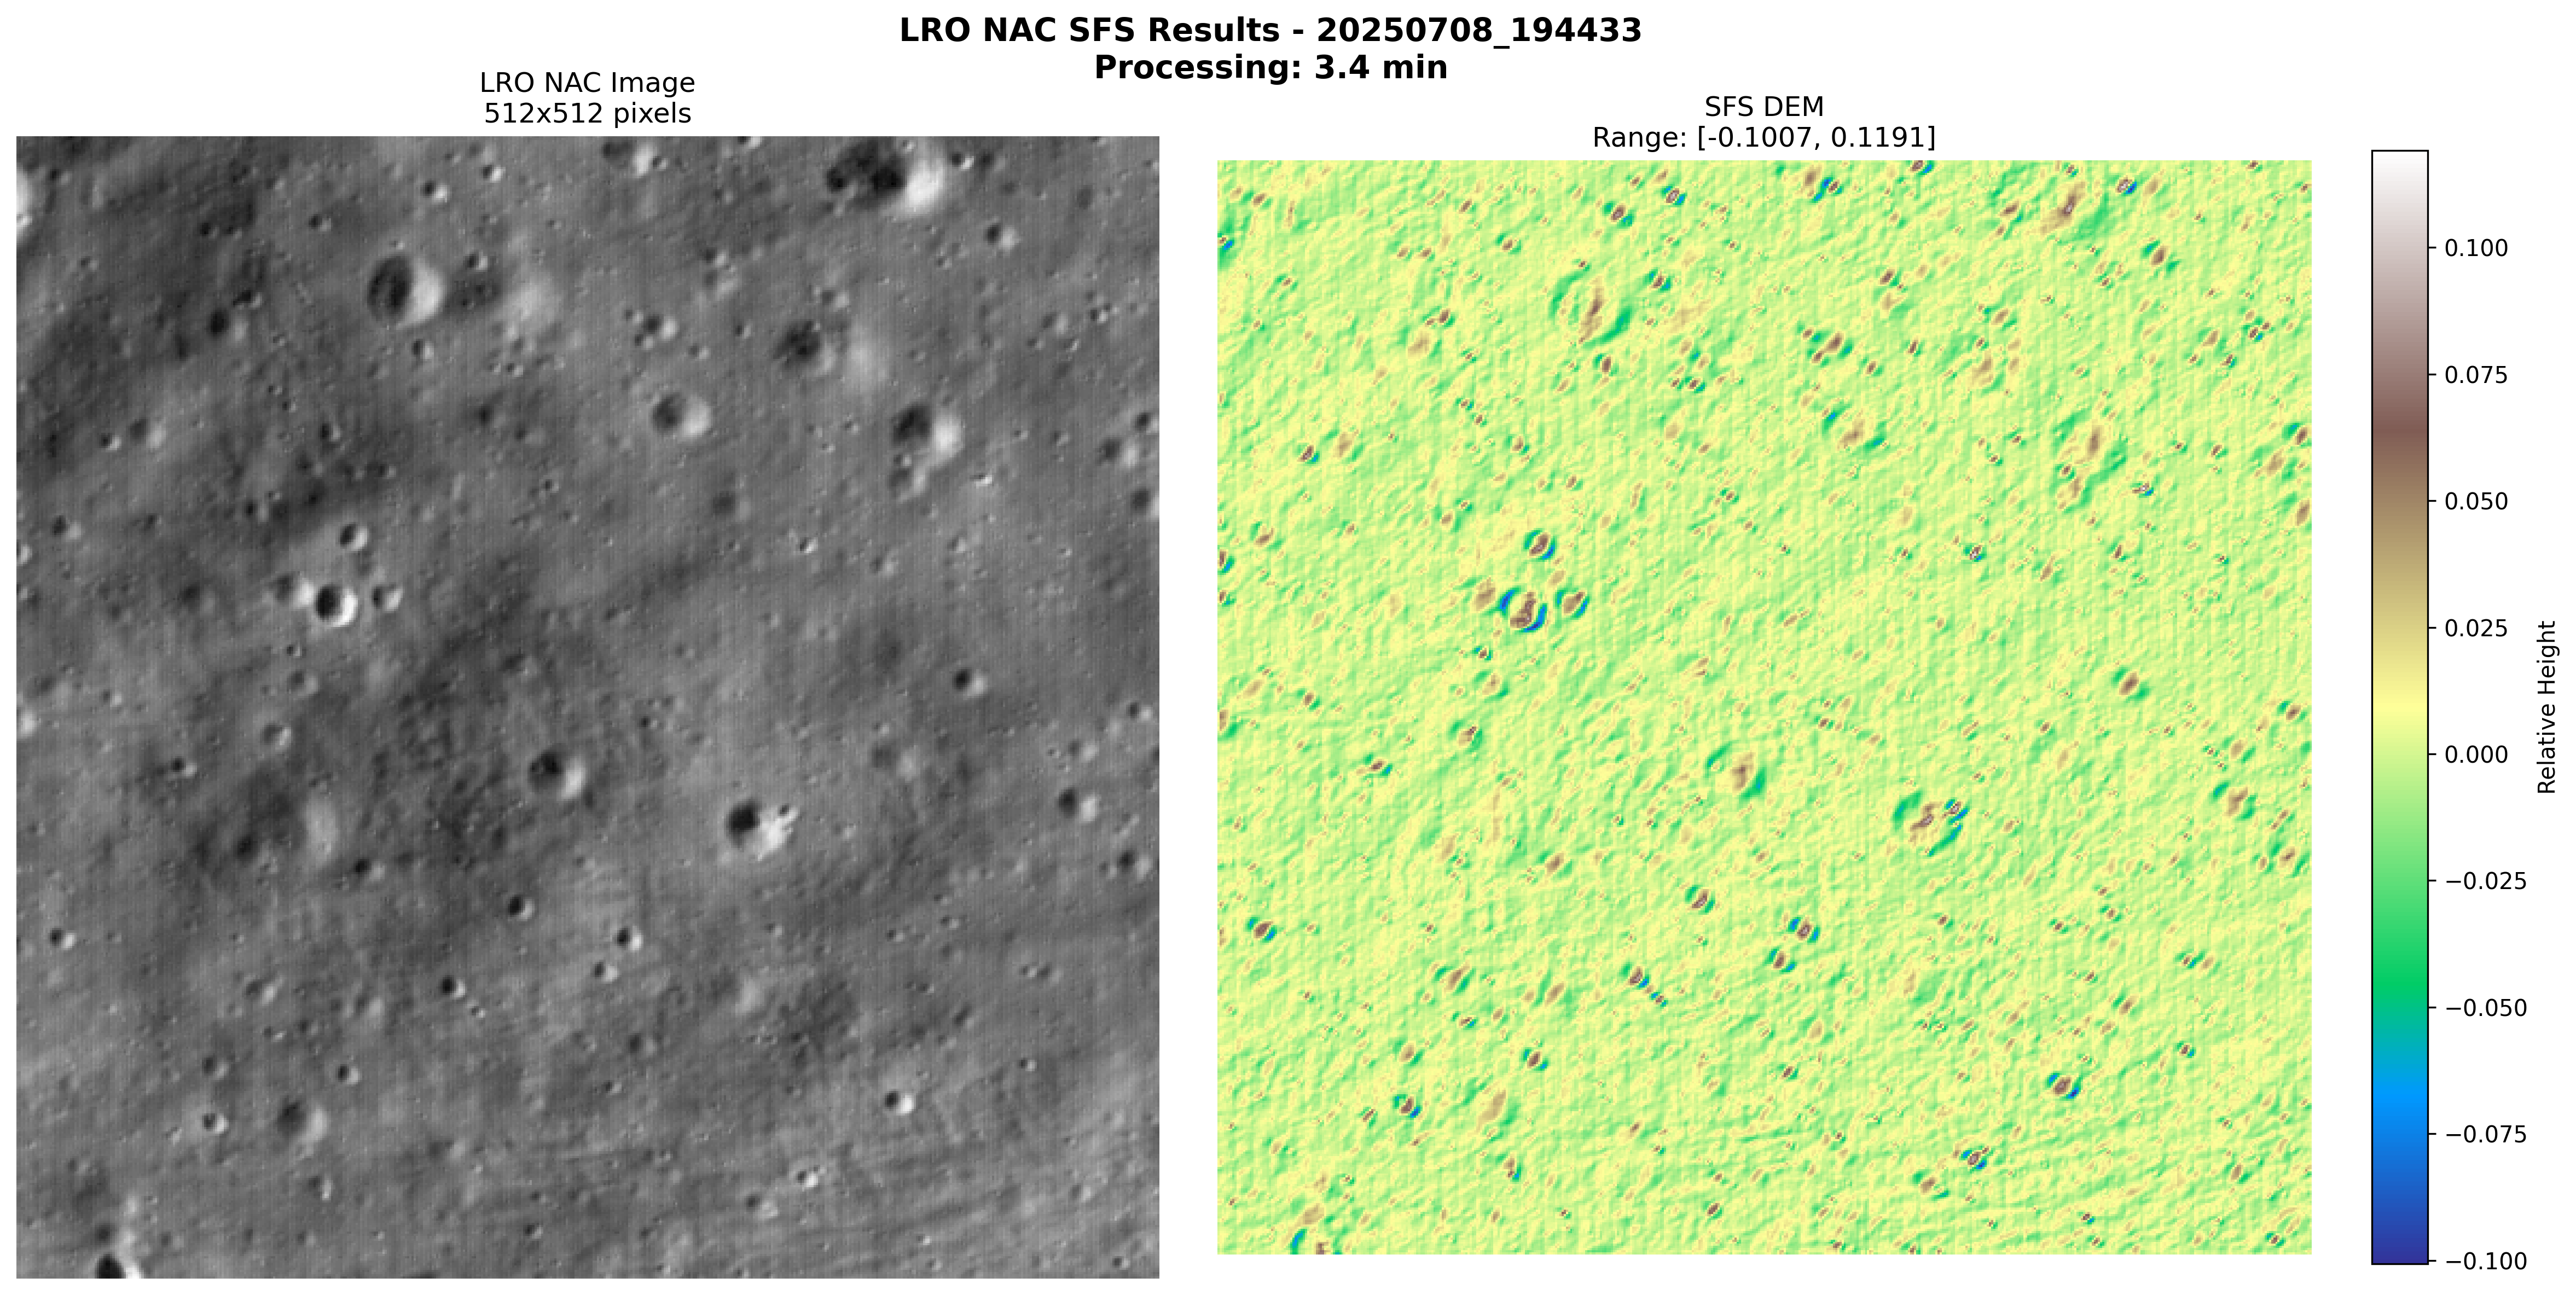 LRO NAC SFS Results - 20250708_194433
Processing: 3.4 min
LRO NAC Image
512x512 pixels
SFS DEM
Range: [-0.1007, 0.1191]
0.100
0.075
0.050
0.025
0.000
−0.025
−0.050
−0.075
−0.100
Relative Height